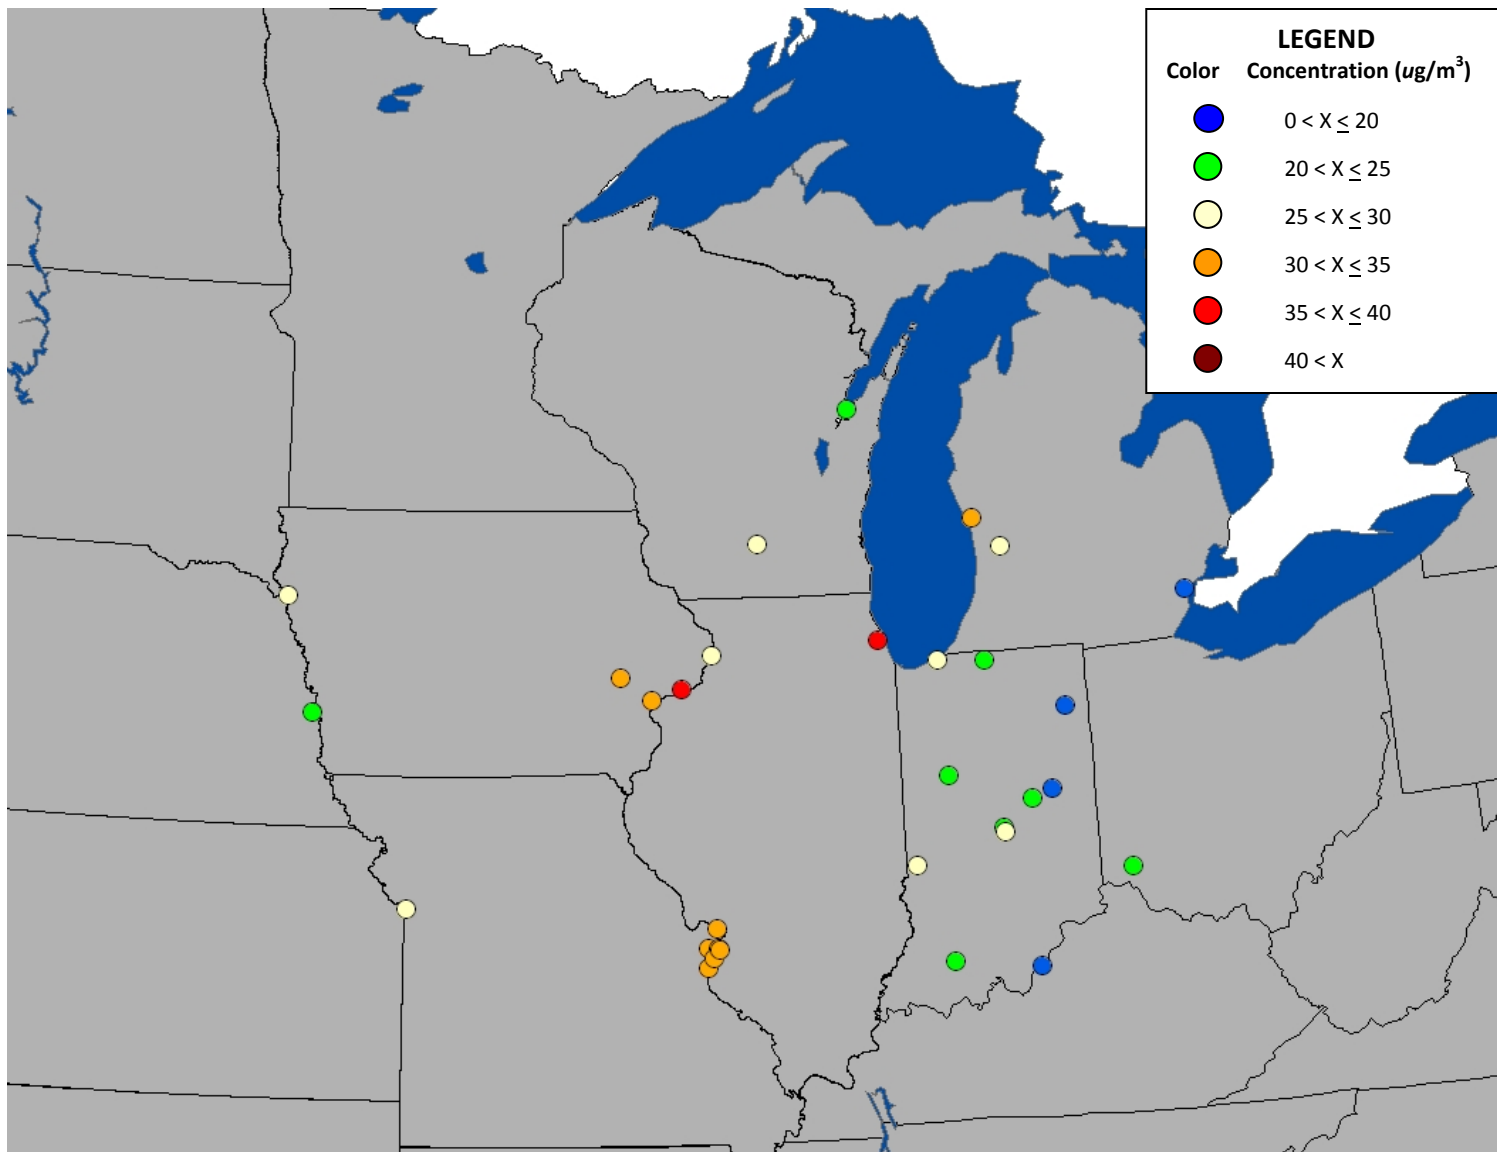 LEGEND
Color Concentration (ug/m³)
0 < X ≤ 20
20 < X ≤ 25
25 < X ≤ 30
30 < X ≤ 35
35 < X ≤ 40
40 < X